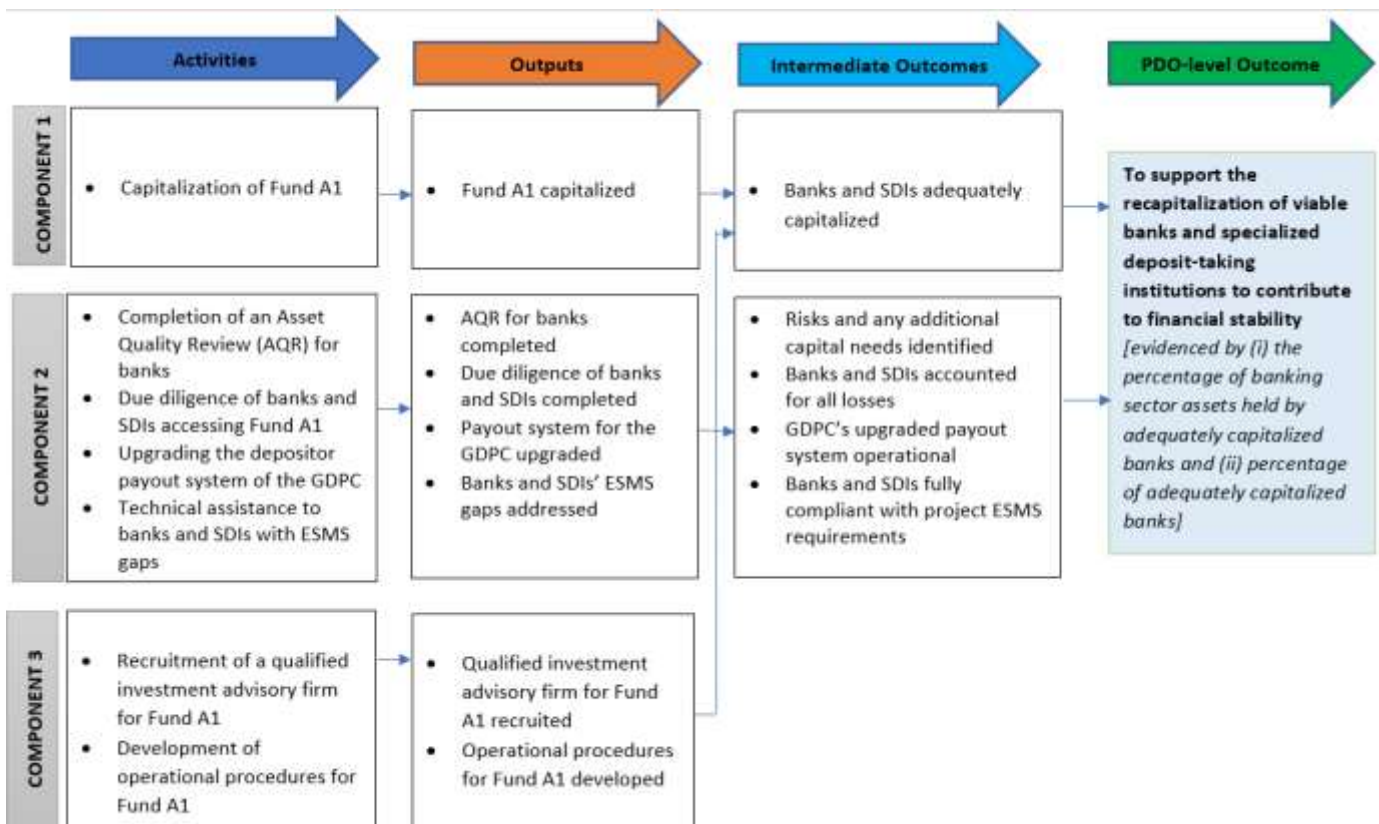 Activities
Outputs
Intermediate Outcomes
PDO-level Outcome
COMPONENT 1
• Capitalization of Fund A1
• Fund A1 capitalized
• Banks and SDIs adequately
capitalized
To support the
recapitalization of viable
banks and specialized
deposit-taking
institutions to contribute
to financial stability
[evidenced by (i) the
percentage of banking
sector assets held by
adequately capitalized
banks and (ii) percentage
of adequately capitalized
banks]
COMPONENT 2
• Completion of an Asset
Quality Review (AQR) for
banks
• Due diligence of banks and
SDIs accessing Fund A1
• Upgrading the depositor
payout system of the GDPC
• Technical assistance to
banks and SDIs with ESMS
gaps
• AQR for banks
completed
• Due diligence of banks
and SDIs completed
• Payout system for the
GDPC upgraded
• Banks and SDIs’ ESMS
gaps addressed
• Risks and any additional
capital needs identified
• Banks and SDIs accounted
for all losses
• GDPC’s upgraded payout
system operational
• Banks and SDIs fully
compliant with project ESMS
requirements
COMPONENT 3
• Recruitment of a qualified
investment advisory firm
for Fund A1
• Development of
operational procedures for
Fund A1
• Qualified investment
advisory firm for Fund
A1 recruited
• Operational procedures
for Fund A1 developed